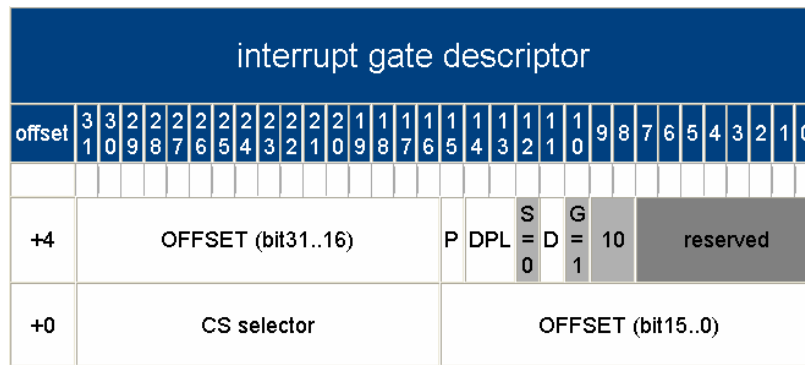 interrupt gate descriptor
offset 31 30 29 28 27 26 25 24 23 22 21 20 19 18 17 16 15 14 13 12 11 10 9 8 7 6 5 4 3 2 1 0
+4 OFFSET (bit31..16) P DPL S=0 D G=1 10 reserved
+0 CS selector OFFSET (bit15..0)